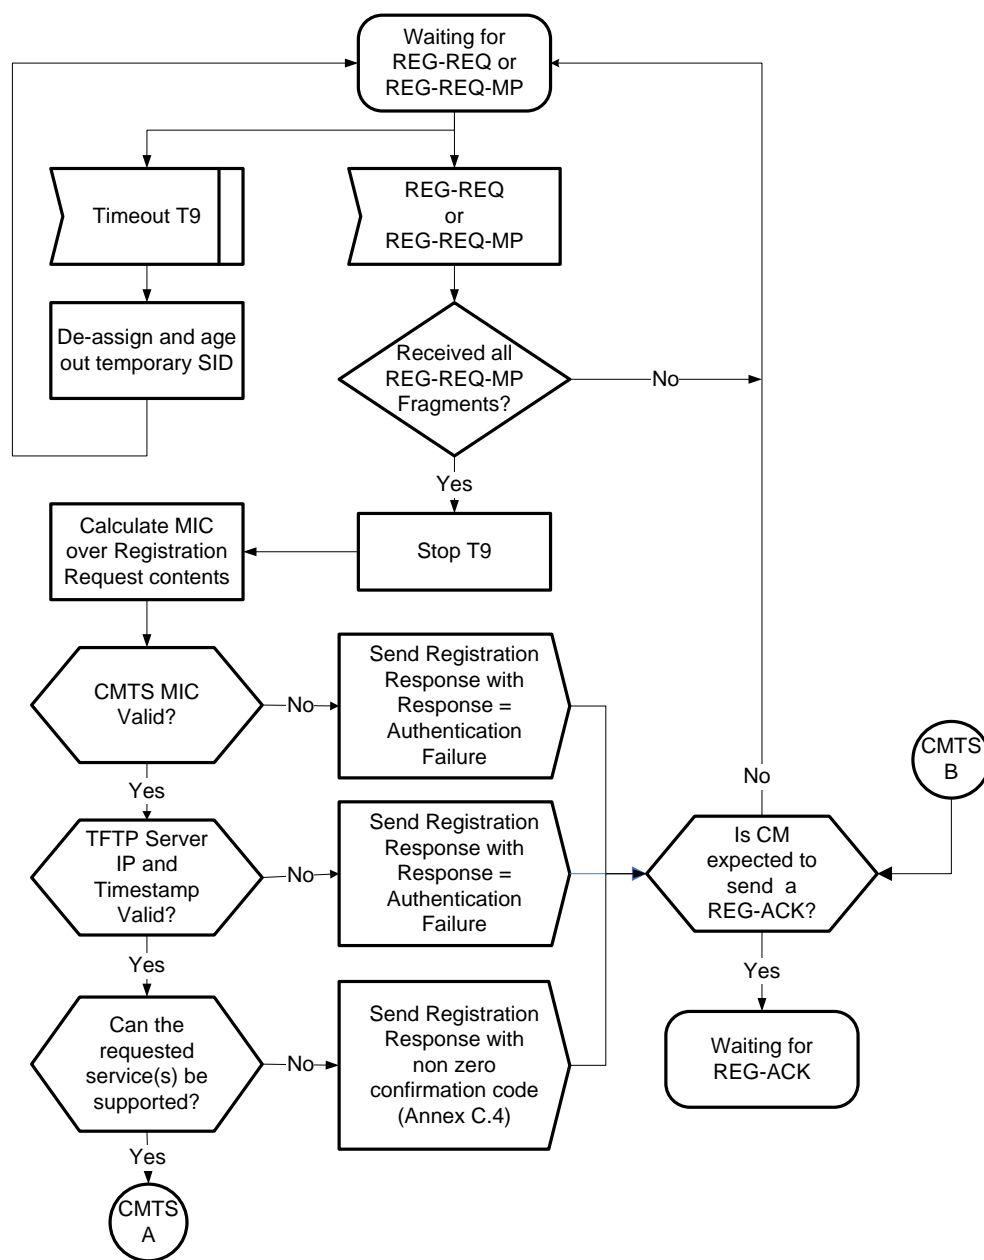 Waiting for
REG-REQ or
REG-REQ-MP
Timeout T9
REG-REQ
or
REG-REQ-MP
De-assign and age
out temporary SID
Received all
REG-REQ-MP
Fragments?
No
Yes
Calculate MIC
over Registration
Request contents
Stop T9
CMTS MIC
Valid?
No
Send Registration
Response with
Response =
Authentication
Failure
Yes
No
CMTS
B
TFTP Server
IP and
Timestamp
Valid?
No
Send Registration
Response with
Response =
Authentication
Failure
Is CM
expected to
send a
REG-ACK?
Yes
Yes
Can the
requested
service(s) be
supported?
No
Send Registration
Response with
non zero
confirmation code
(Annex C.4)
Waiting for
REG-ACK
Yes
CMTS
A